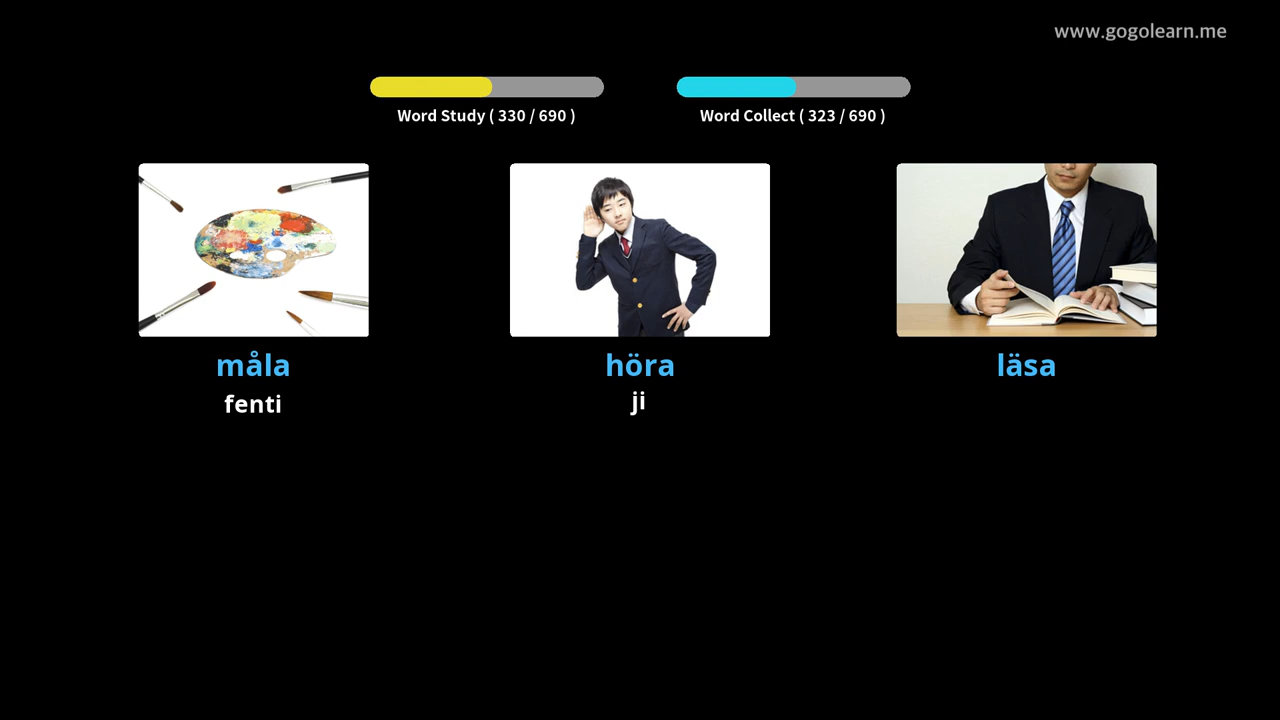 www.gogolearn.me
Word Study ( 330 / 690 )
Word Collect ( 323 / 690 )
måla
höra
läsa
fenti
ji